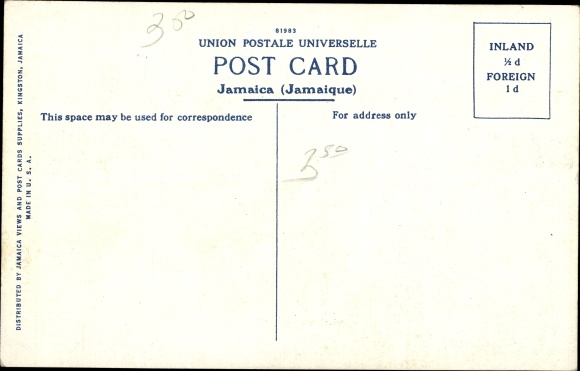 3 50
81983
UNION POSTALE UNIVERSELLE
POST CARD
Jamaica (Jamaique)
INLAND
½ d
FOREIGN
1 d
This space may be used for correspondence
For address only
3 50
DISTRIBUTED BY JAMAICA VIEWS AND POST CARDS SUPPLIES, KINGSTON, JAMAICA
MADE IN U. S. A.